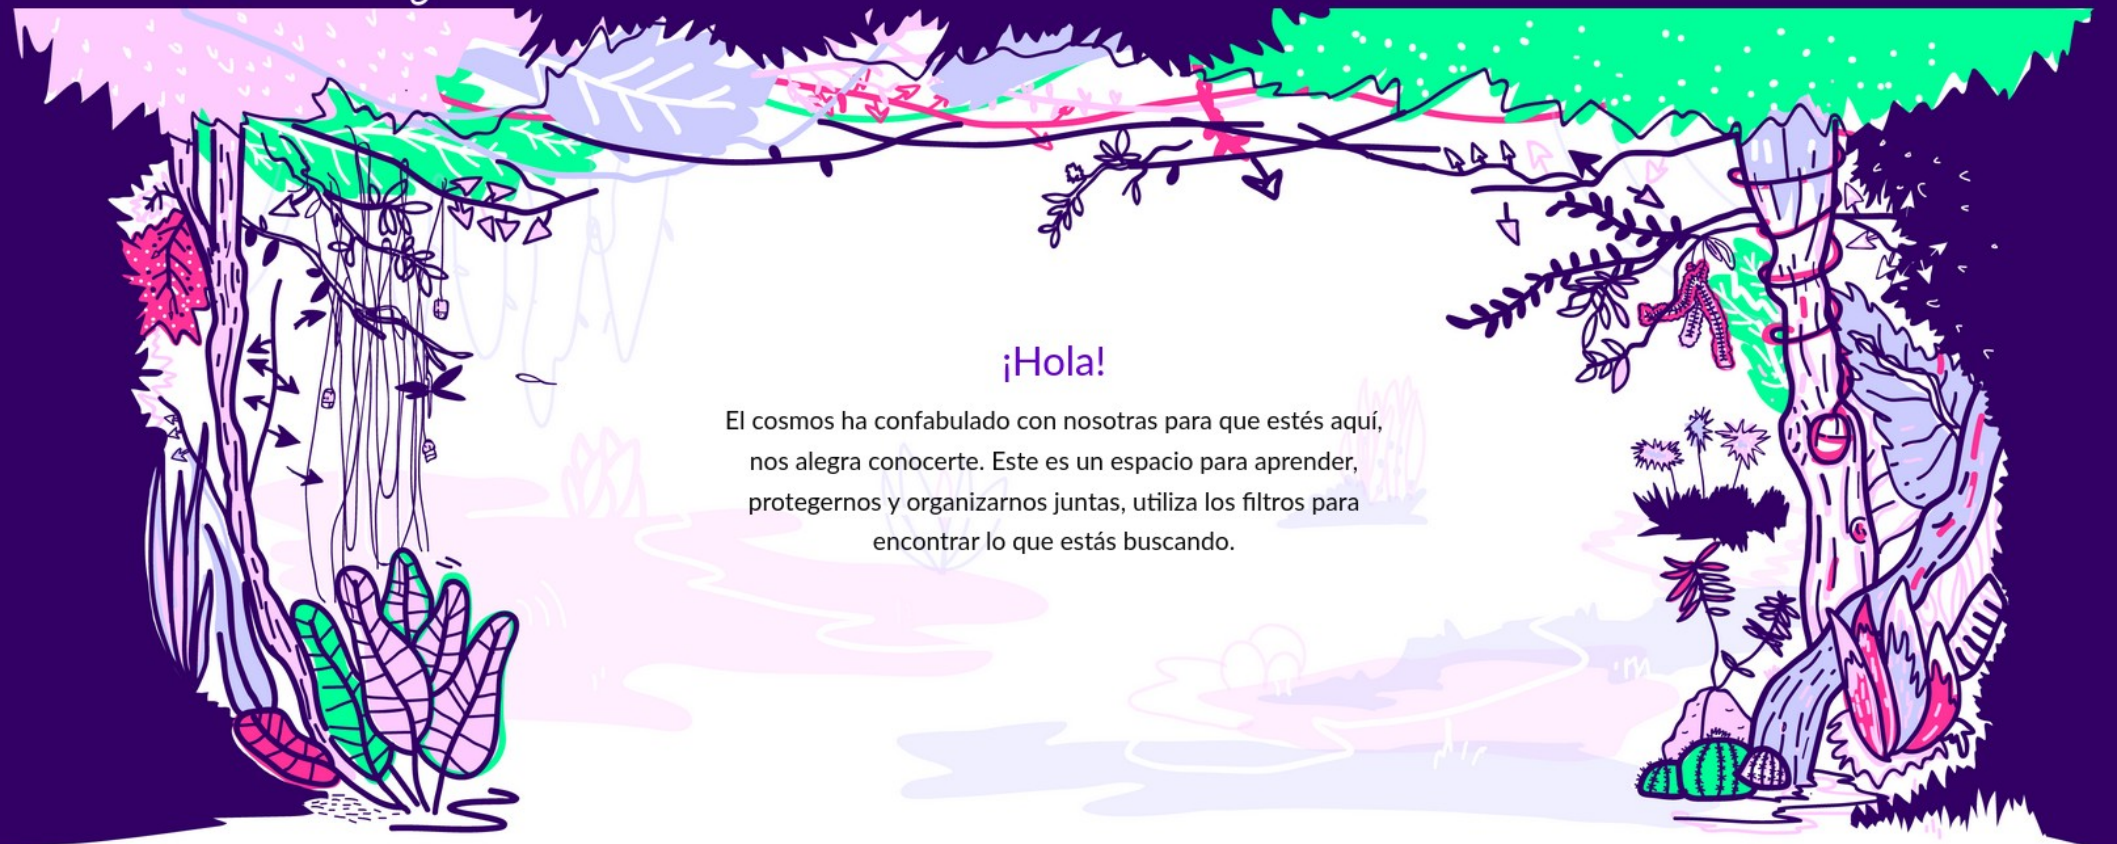 ¡Hola!
El cosmos ha confabulado con nosotras para que estés aquí,
nos alegra conocerte. Este es un espacio para aprender,
protegernos y organizarnos juntas, utiliza los filtros para
encontrar lo que estás buscando.